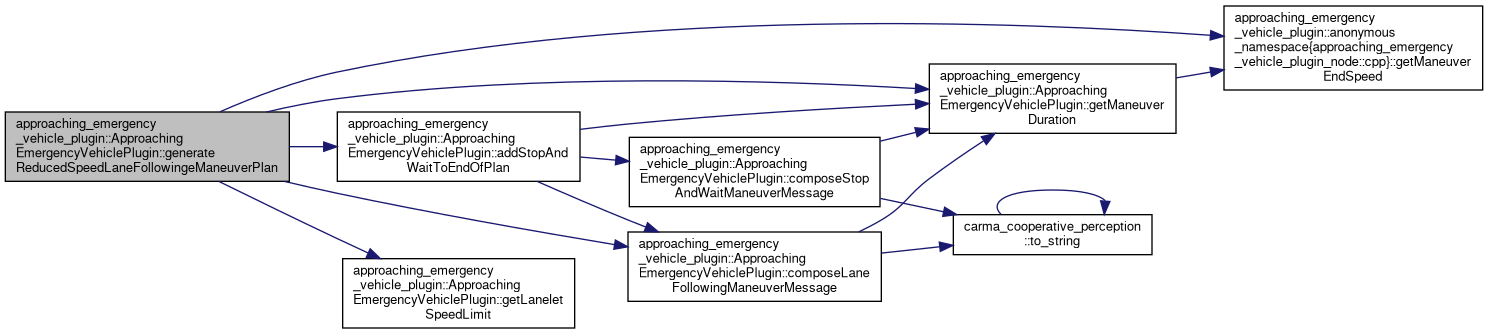 approaching_emergency
_vehicle_plugin::Approaching
EmergencyVehiclePlugin::generate
ReducedSpeedLaneFollowingeManeuverPlan
approaching_emergency
_vehicle_plugin::Approaching
EmergencyVehiclePlugin::addStopAnd
WaitToEndOfPlan
approaching_emergency
_vehicle_plugin::Approaching
EmergencyVehiclePlugin::getLanelet
SpeedLimit
approaching_emergency
_vehicle_plugin::Approaching
EmergencyVehiclePlugin::composeStop
AndWaitManeuverMessage
approaching_emergency
_vehicle_plugin::Approaching
EmergencyVehiclePlugin::composeLane
FollowingManeuverMessage
approaching_emergency
_vehicle_plugin::Approaching
EmergencyVehiclePlugin::getManeuver
Duration
carma_cooperative_perception
::to_string
approaching_emergency
_vehicle_plugin::anonymous
_namespace{approaching_emergency
_vehicle_plugin_node::cpp}::getManeuver
EndSpeed